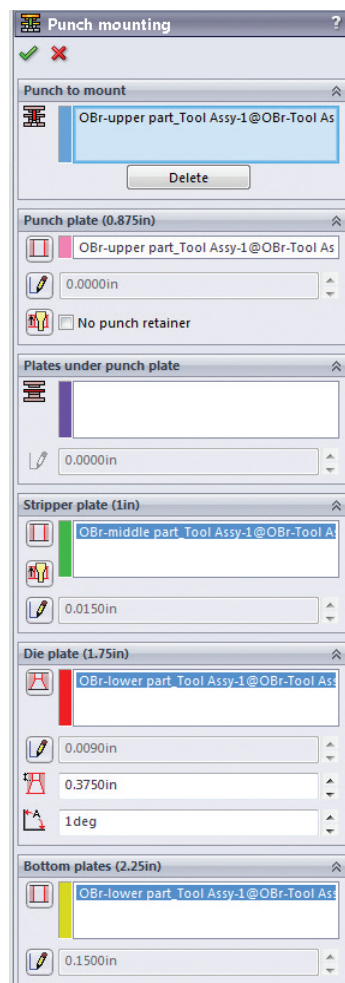 Punch mounting ?
Punch to mount
OBr-upper part_Tool Assy-1@OBr-Tool As
Delete
Punch plate (0.875in)
OBr-upper part_Tool Assy-1@OBr-Tool As
0.0000in
No punch retainer
Plates under punch plate
0.0000in
Stripper plate (1in)
OBr-middle part_Tool Assy-1@OBr-Tool As
0.0150in
Die plate (1.75in)
OBr-lower part_Tool Assy-1@OBr-Tool Ass
0.0090in
0.3750in
A
1deg
Bottom plates (2.25in)
OBr-lower part_Tool Assy-1@OBr-Tool Ass
0.1500in